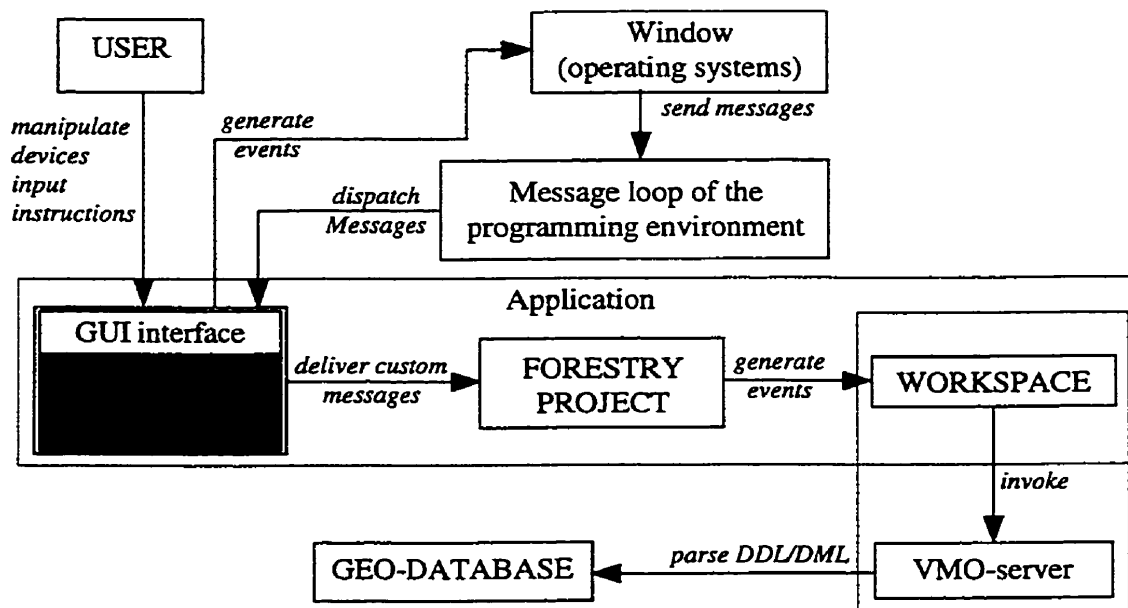 USER
Window
(operating systems)
manipulate
devices
input
instructions
generate
events
send messages
dispatch
Messages
Message loop of the
programming environment
Application
GUI interface
deliver custom
messages
FORESTRY
PROJECT
generate
events
WORKSPACE
invoke
GEO-DATABASE
parse DDL/DML
VMO-server